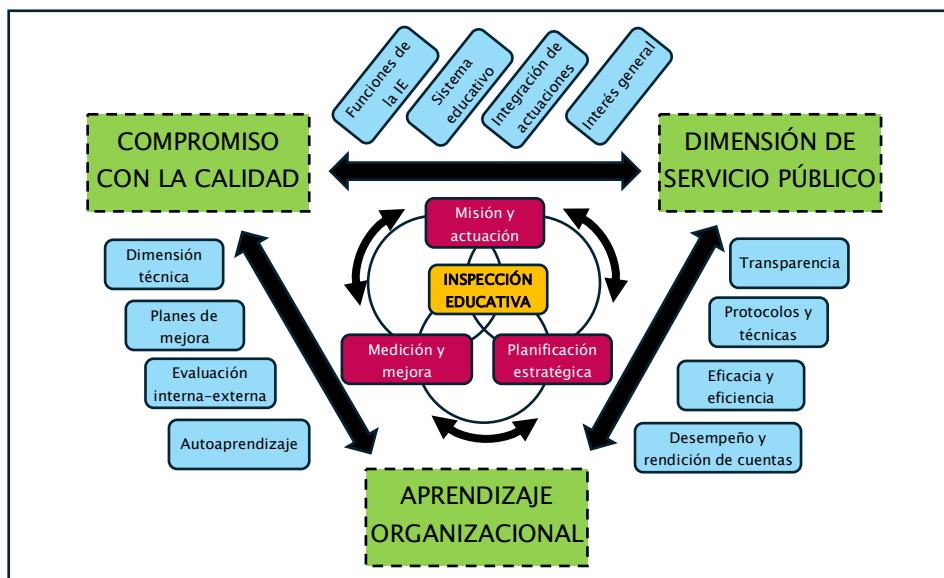 Funciones de
la IE
Sistema
educativo
Integración de
actuaciones
Interés general
COMPROMISO
CON LA CALIDAD
DIMENSIÓN DE
SERVICIO PÚBLICO
Misión y
actuación
INSPECCIÓN
EDUCATIVA
Medición y
mejora
Planificación
estratégica
Dimensión
técnica
Planes de
mejora
Evaluación
interna-externa
Autoaprendizaje
Transparencia
Protocolos y
técnicas
Eficacia y
eficiencia
Desempeño y
rendición de cuentas
APRENDIZAJE
ORGANIZACIONAL